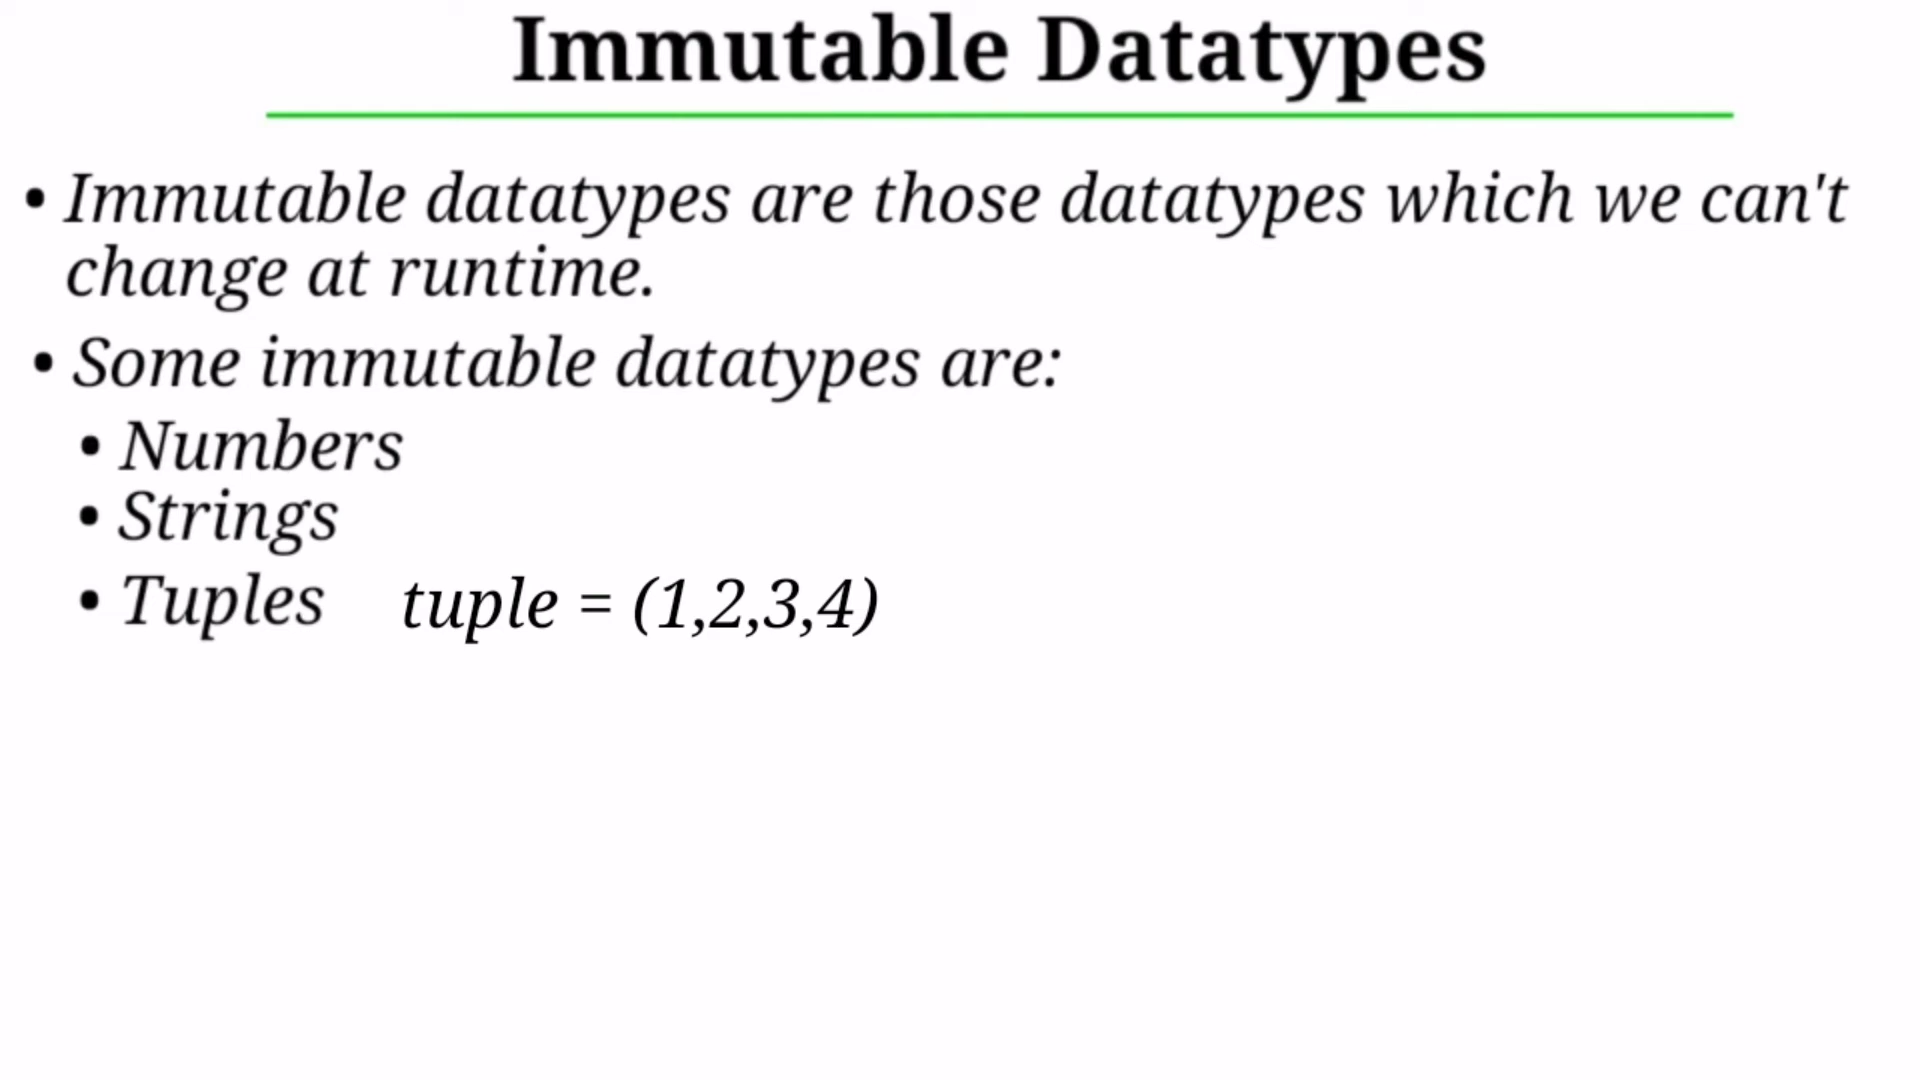 Immutable Datatypes
• Immutable datatypes are those datatypes which we can't
change at runtime.
• Some immutable datatypes are:
• Numbers
• Strings
• Tuples tuple = (1,2,3,4)